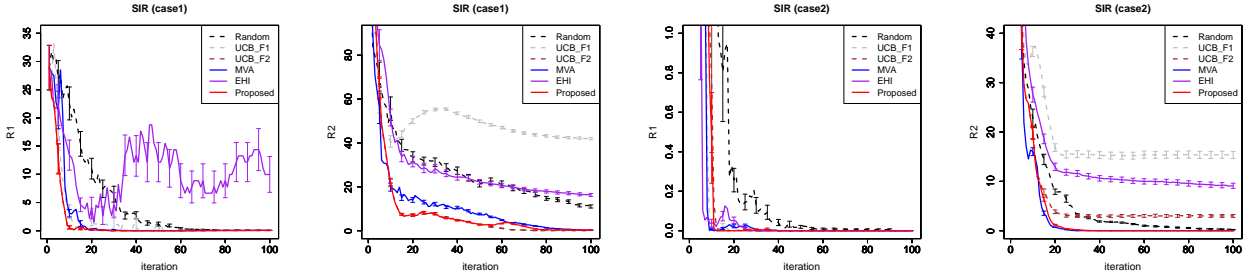 SIR (case1)
R1
35
30
25
20
15
10
5
0
0 20 40 60 80 100
iteration
Random
UCB_F1
UCB_F2
MVA
EHI
Proposed
SIR (case1)
R2
80
60
40
20
0
0 20 40 60 80 100
iteration
Random
UCB_F1
UCB_F2
MVA
EHI
Proposed
SIR (case2)
R1
1.0
0.8
0.6
0.4
0.2
0.0
0 20 40 60 80 100
iteration
Random
UCB_F1
UCB_F2
MVA
EHI
Proposed
SIR (case2)
R2
40
30
20
10
0
0 20 40 60 80 100
iteration
Random
UCB_F1
UCB_F2
MVA
EHI
Proposed